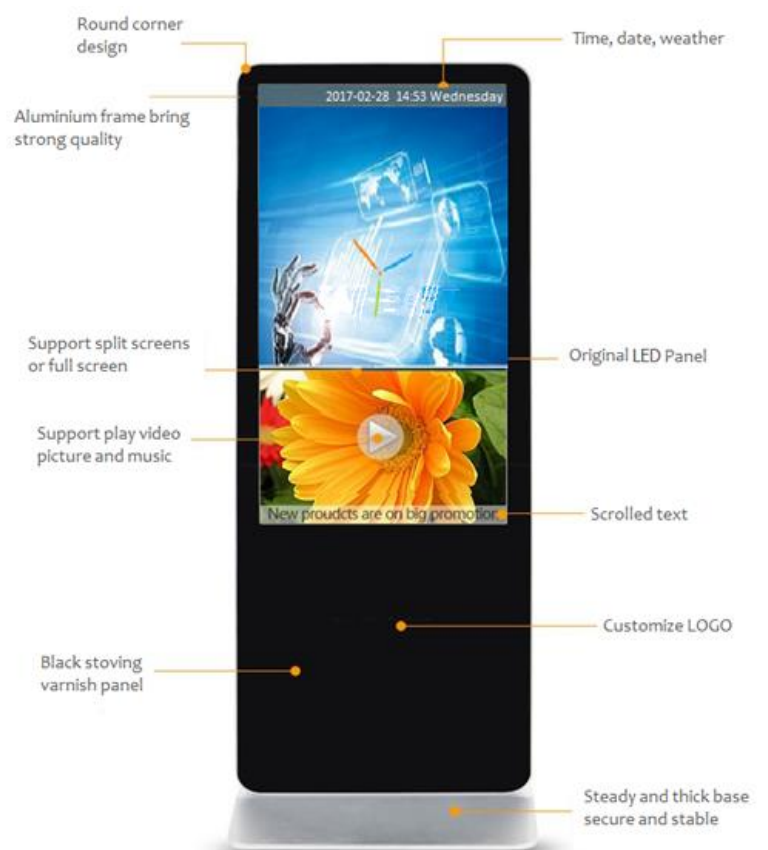 Round corner
design
Time, date, weather
2017-02-28 14:53 Wednesday
Aluminium frame bring
strong quality
Support split screens
or full screen
Original LED Panel
Support play video
picture and music
New proudcts are on big promotion
Scrolled text
Customize LOGO
Black stoving
varnish panel
Steady and thick base
secure and stable